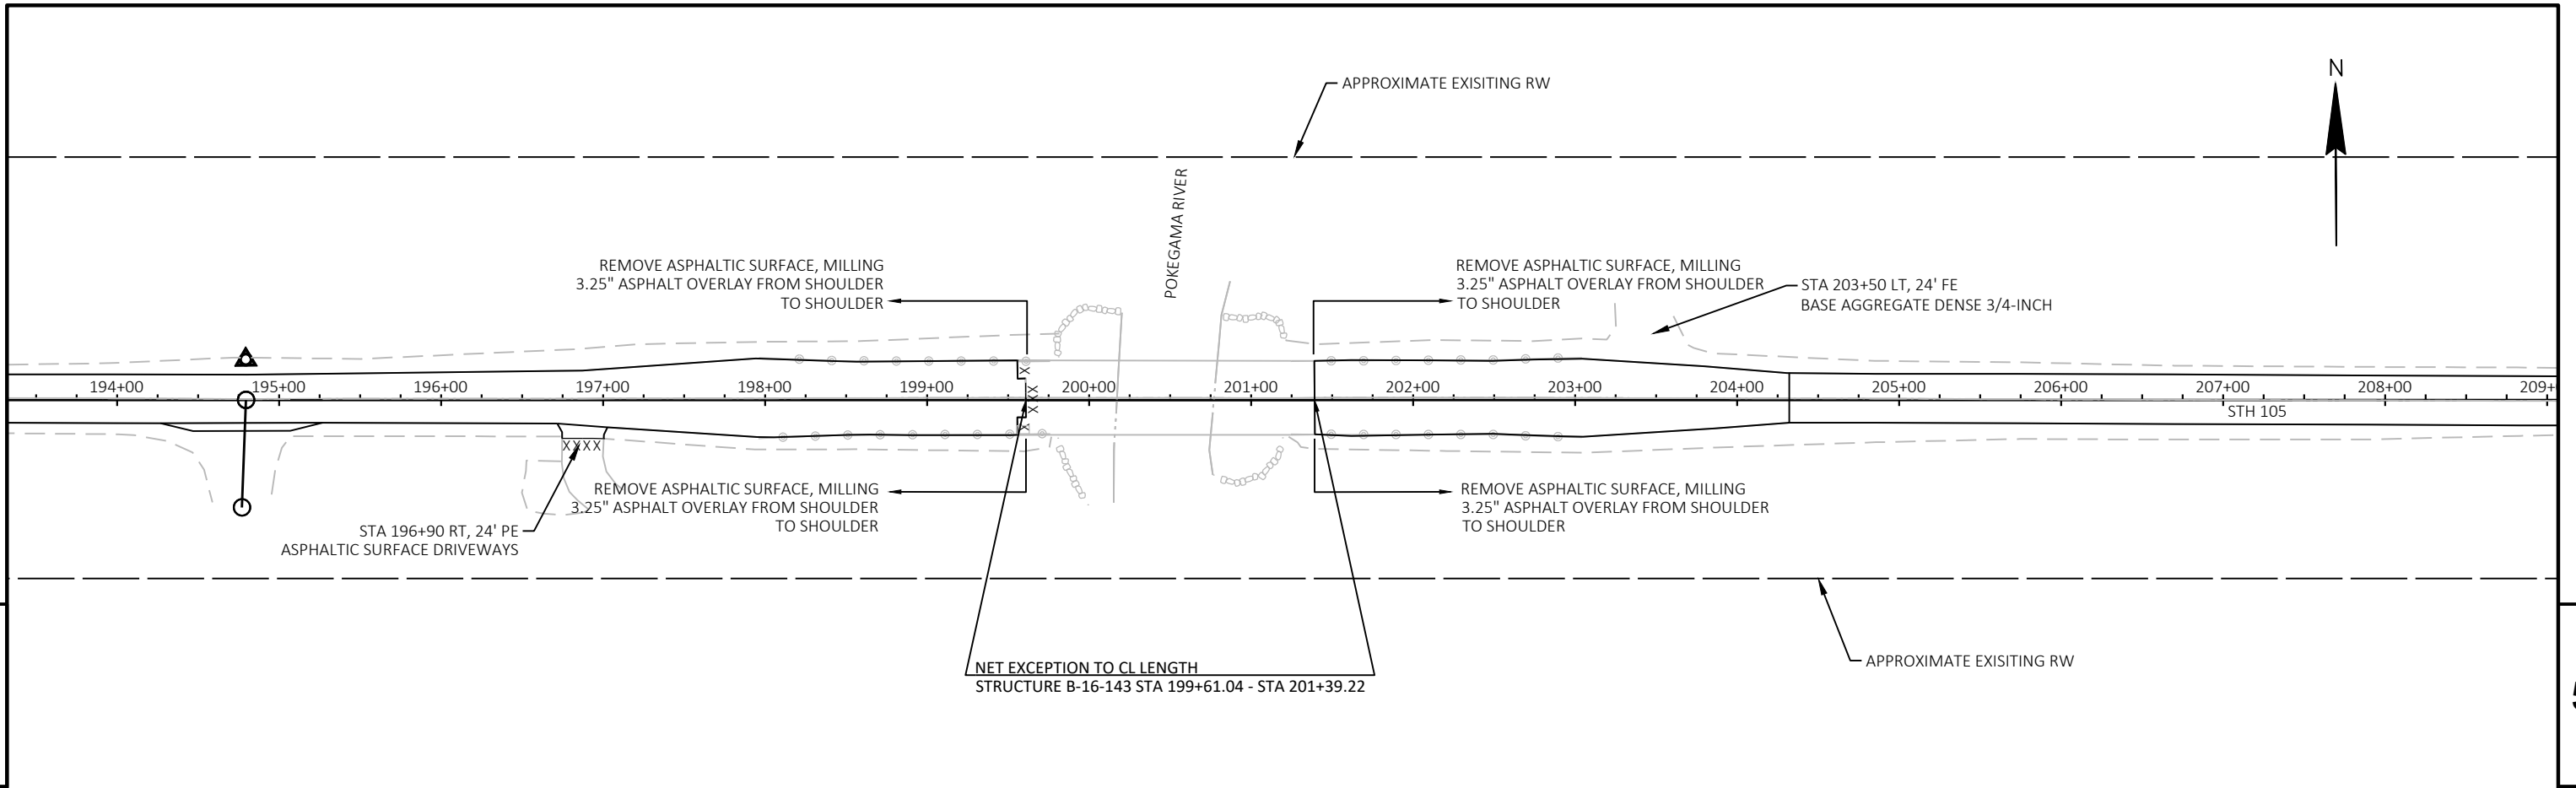 APPROXIMATE EXISITING RW
N
POKEGAMA RIVER
REMOVE ASPHALTIC SURFACE, MILLING
3.25" ASPHALT OVERLAY FROM SHOULDER
TO SHOULDER
REMOVE ASPHALTIC SURFACE, MILLING
3.25" ASPHALT OVERLAY FROM SHOULDER
TO SHOULDER
STA 203+50 LT, 24' FE
BASE AGGREGATE DENSE 3/4-INCH
194+00 195+00 196+00 197+00 198+00 199+00 200+00 201+00 202+00 203+00 204+00 205+00 206+00 207+00 208+00 209+
STH 105
X
XX
X
X
XXXX
REMOVE ASPHALTIC SURFACE, MILLING
3.25" ASPHALT OVERLAY FROM SHOULDER
TO SHOULDER
REMOVE ASPHALTIC SURFACE, MILLING
3.25" ASPHALT OVERLAY FROM SHOULDER
TO SHOULDER
STA 196+90 RT, 24' PE
ASPHALTIC SURFACE DRIVEWAYS
NET EXCEPTION TO CL LENGTH
STRUCTURE B-16-143 STA 199+61.04 - STA 201+39.22
APPROXIMATE EXISITING RW